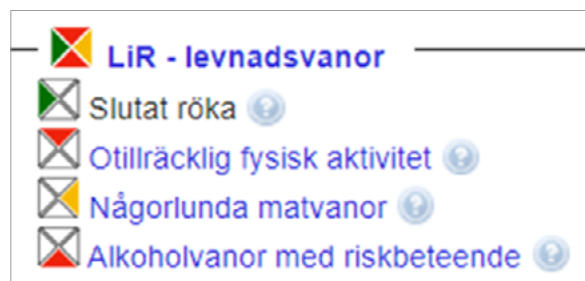 LiR - levnadsvanor
Slutat röka ?
Otillräcklig fysisk aktivitet ?
Någorlunda matvanor ?
Alkoholvanor med riskbeteende ?